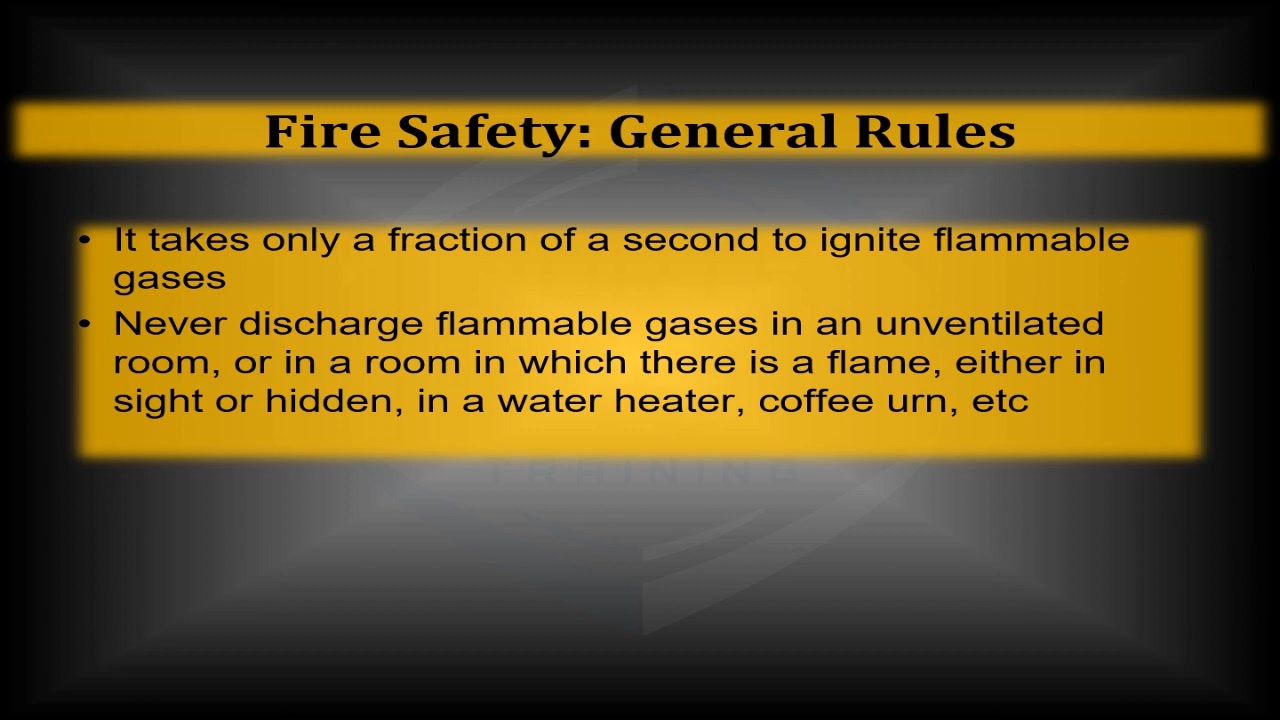 Fire Safety: General Rules
• It takes only a fraction of a second to ignite flammable
gases
• Never discharge flammable gases in an unventilated
room, or in a room in which there is a flame, either in
sight or hidden, in a water heater, coffee urn, etc
TRAINING